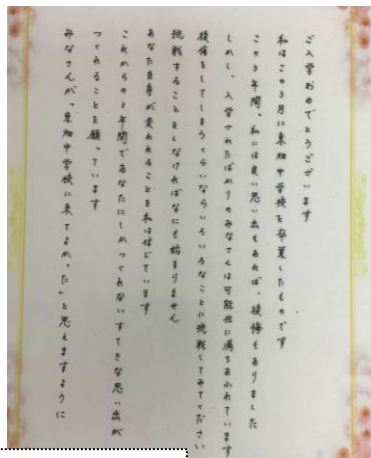 ご入学おめでとうございます
私はこの3月に東畑中学校を卒業したものです
この3年間、私には良い思い出もあれば、後悔もありました
しかし、入学されたばかりのみなさんは可能性に満ちあふれています
後悔をしてしまうくらいならいろいろなことに挑戦してみてください
挑戦することをしなければなにも始まりません
あなた自身が変われることを私は信じています
これからの3年間であなたにしかつくれないすてきな思い出が
つくれることを願っています
みなさんが「東畑中学校に来てよかった」と思えますように